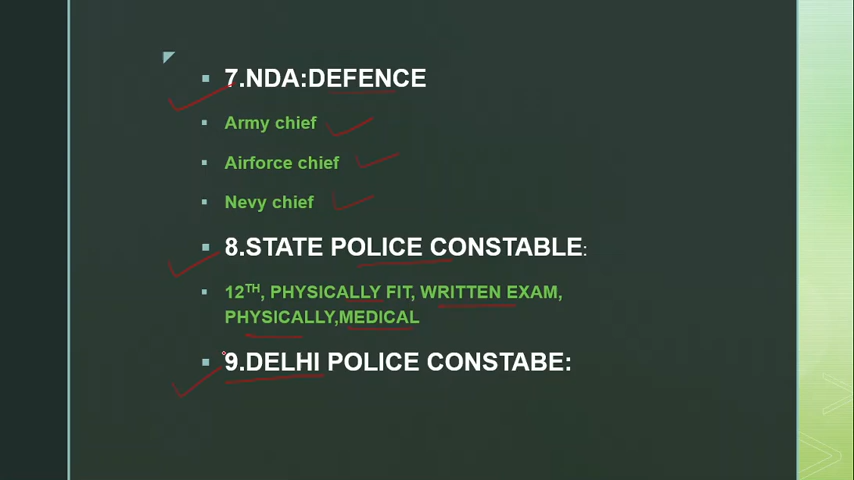 7.NDA:DEFENCE
Army chief
Airforce chief
Nevy chief
8.STATE POLICE CONSTABLE:
12TH, PHYSICALLY FIT, WRITTEN EXAM,
PHYSICALLY,MEDICAL
9.DELHI POLICE CONSTABE: